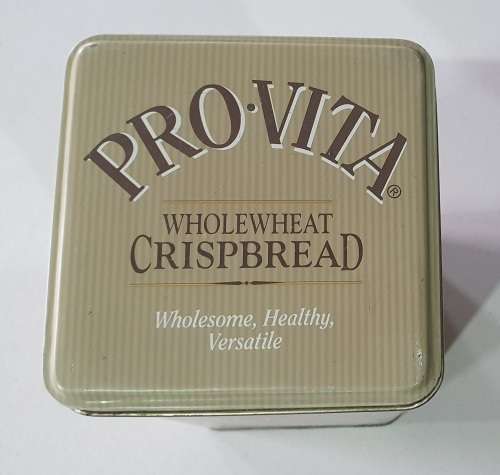 PRO·VITA®
WHOLEWHEAT
CRISPBREAD
Wholesome, Healthy,
Versatile